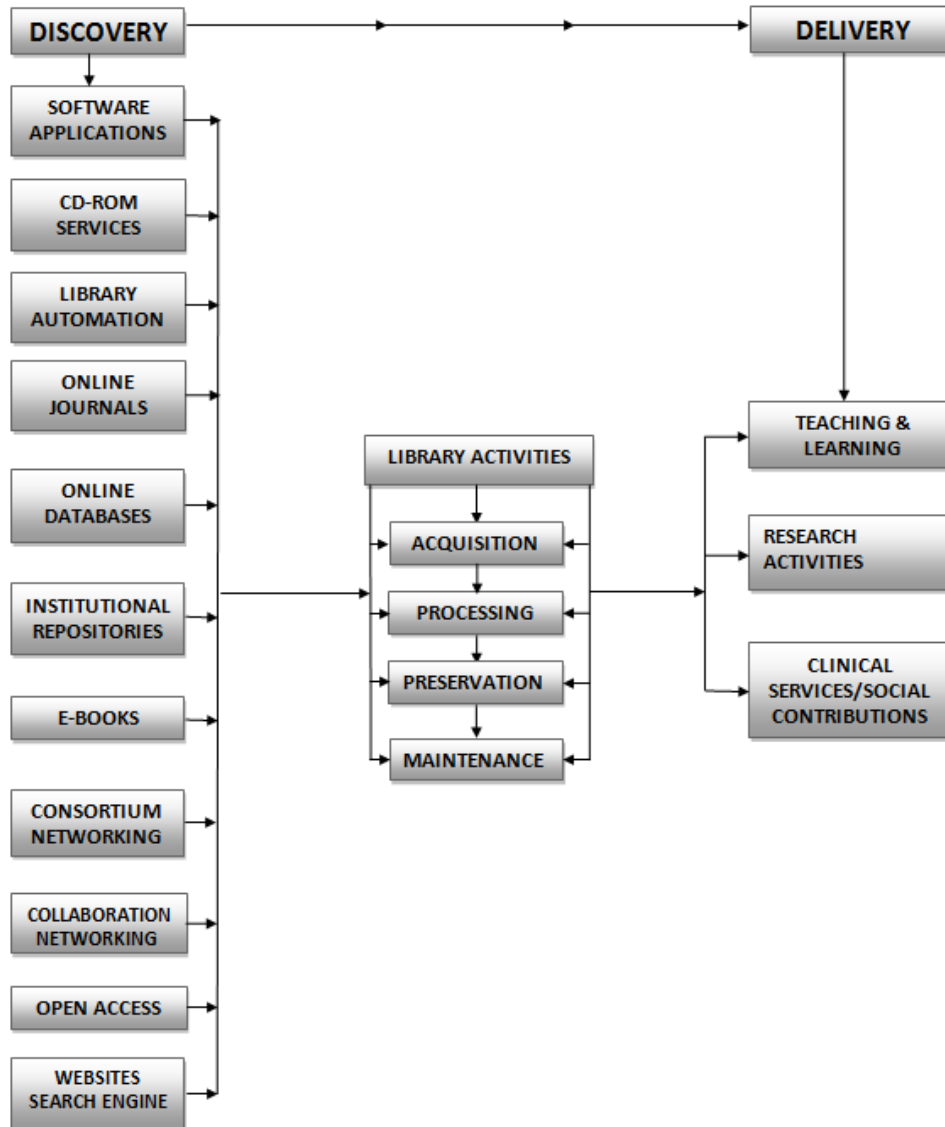 DISCOVERY
DELIVERY
SOFTWARE
APPLICATIONS
CD-ROM
SERVICES
LIBRARY
AUTOMATION
ONLINE
JOURNALS
ONLINE
DATABASES
INSTITUTIONAL
REPOSITORIES
E-BOOKS
CONSORTIUM
NETWORKING
COLLABORATION
NETWORKING
OPEN ACCESS
WEBSITES
SEARCH ENGINE
LIBRARY ACTIVITIES
ACQUISITION
PROCESSING
PRESERVATION
MAINTENANCE
TEACHING &
LEARNING
RESEARCH
ACTIVITIES
CLINICAL
SERVICES/SOCIAL
CONTRIBUTIONS